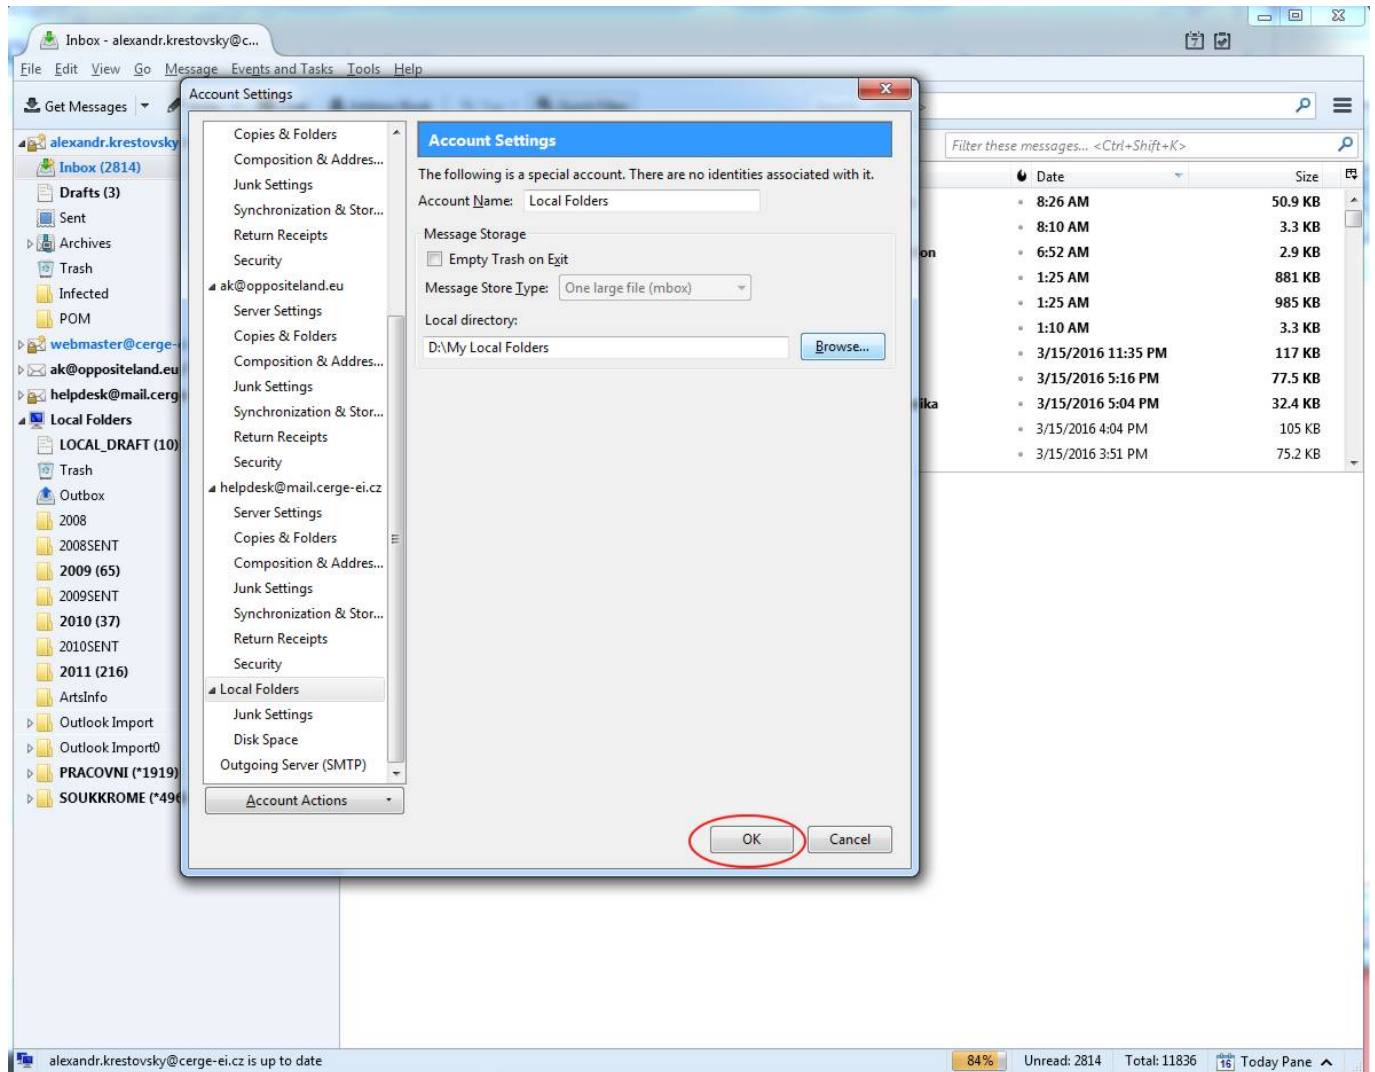 Inbox - alexandr.krestovsky@c...
7
File Edit View Go Message Events and Tasks Tools Help
Get Messages
Account Settings
Filter these messages... <Ctrl+Shift+K>
alexandr.krestovsky
Inbox (2814)
Drafts (3)
Sent
Archives
Trash
Infected
POM
webmaster@cerge-
ak@oppositeland.eu
helpdesk@mail.cerg
Local Folders
LOCAL_DRAFT (10)
Trash
Outbox
2008
2008SENT
2009 (65)
2009SENT
2010 (37)
2010SENT
2011 (216)
ArtsInfo
Outlook Import
Outlook Import0
PRACOVNI (*1919)
SOUKKROME (*496
Copies & Folders
Composition & Addres...
Junk Settings
Synchronization & Stor...
Return Receipts
Security
ak@oppositeland.eu
Server Settings
Copies & Folders
Composition & Addres...
Junk Settings
Synchronization & Stor...
Return Receipts
Security
helpdesk@mail.cerge-ei.cz
Server Settings
Copies & Folders
Composition & Addres...
Junk Settings
Synchronization & Stor...
Return Receipts
Security
Local Folders
Junk Settings
Disk Space
Outgoing Server (SMTP)
Account Actions
Account Settings
The following is a special account. There are no identities associated with it.
Account Name: Local Folders
Message Storage
Empty Trash on Exit
Message Store Type: One large file (mbox)
Local directory:
D:\My Local Folders Browse...
OK Cancel
Date Size
8:26 AM 50.9 KB
8:10 AM 3.3 KB
on 6:52 AM 2.9 KB
1:25 AM 881 KB
1:25 AM 985 KB
1:10 AM 3.3 KB
3/15/2016 11:35 PM 117 KB
3/15/2016 5:16 PM 77.5 KB
ika 3/15/2016 5:04 PM 32.4 KB
3/15/2016 4:04 PM 105 KB
3/15/2016 3:51 PM 75.2 KB
alexandr.krestovsky@cerge-ei.cz is up to date 84% Unread: 2814 Total: 11836 16 Today Pane